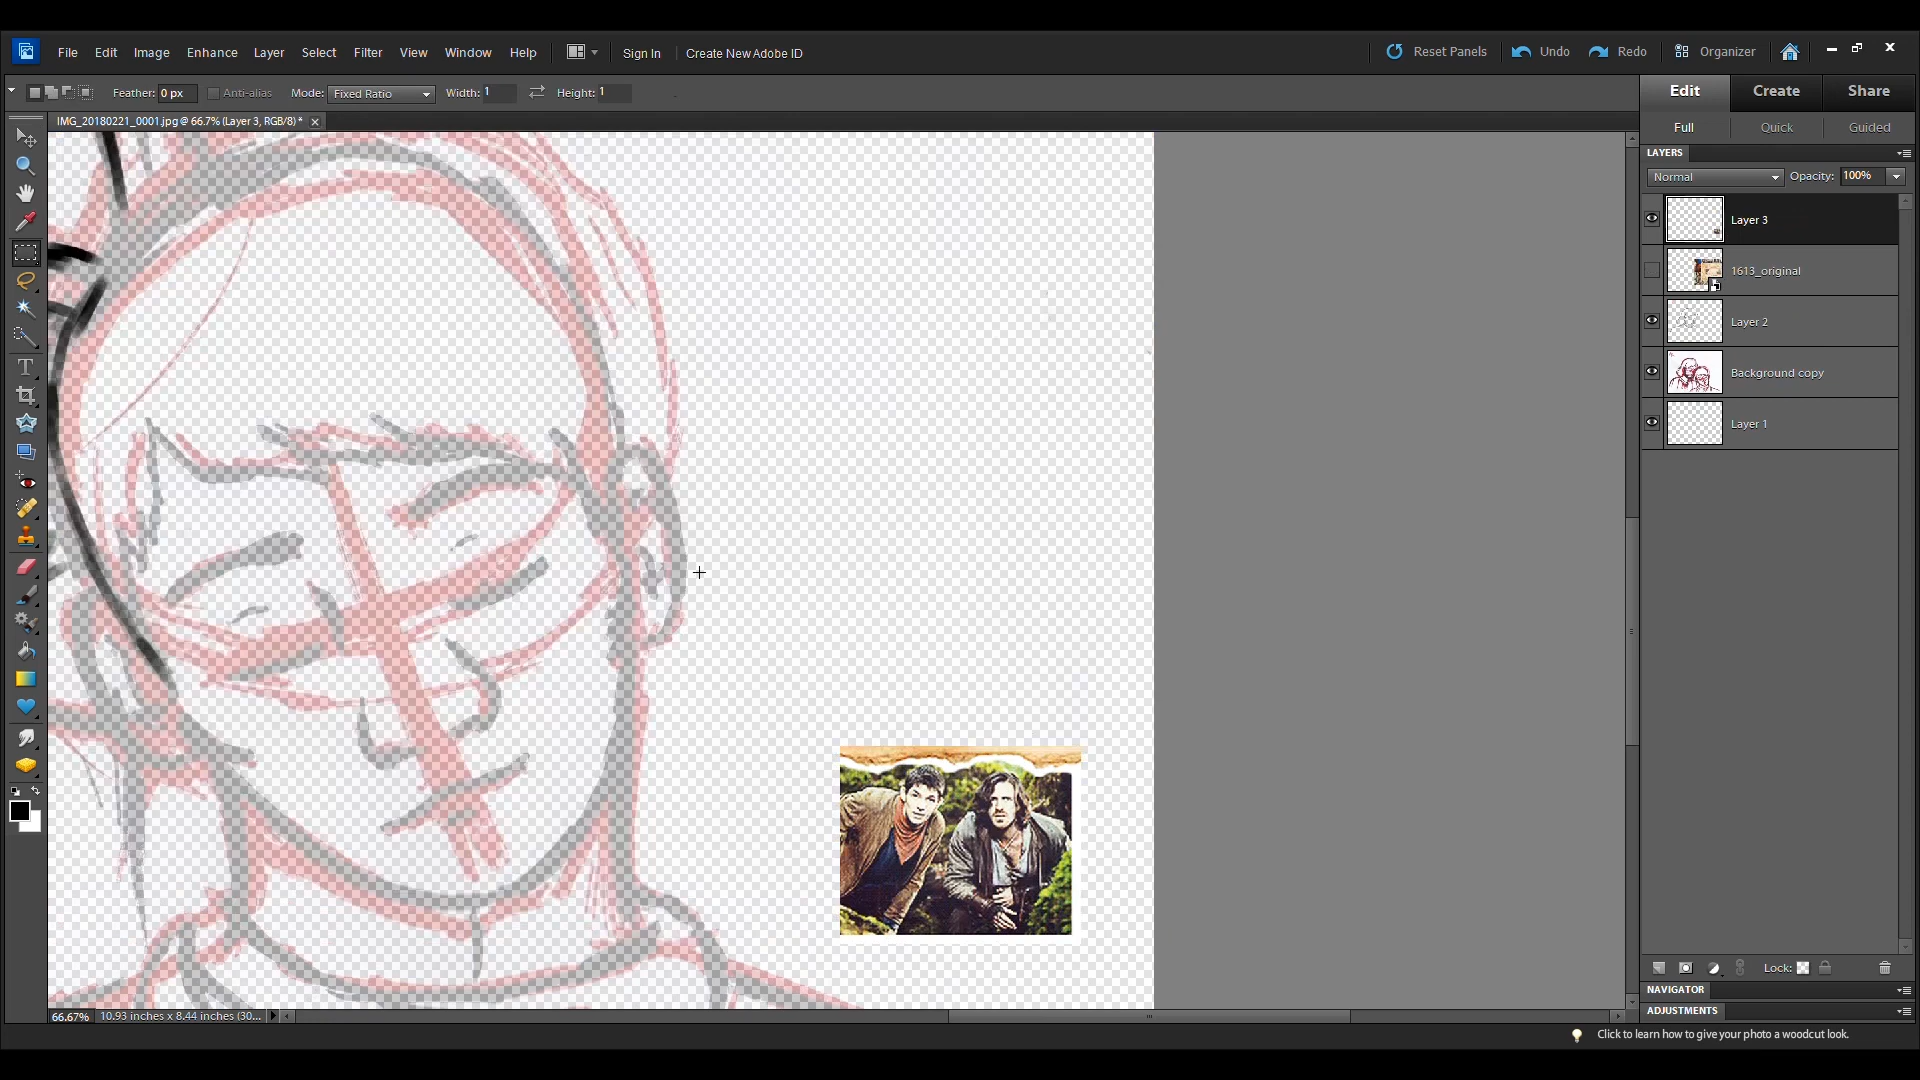 File Edit Image Enhance Layer Select Filter View Window Help Sign In Create New Adobe ID Reset Panels Undo Redo Organizer
Feather: 0 px Anti-alias Mode: Fixed Ratio Width: 1 Height: 1
Edit Create Share
IMG_20180221_0001.jpg @ 66.7% (Layer 3, RGB/8) *
Full Quick Guided
LAYERS
Normal Opacity: 100%
Layer 3
1613_original
Layer 2
Background copy
Layer 1
Lock:
NAVIGATOR
ADJUSTMENTS
66.67% 10.93 inches x 8.44 inches (30...
Click to learn how to give your photo a woodcut look.